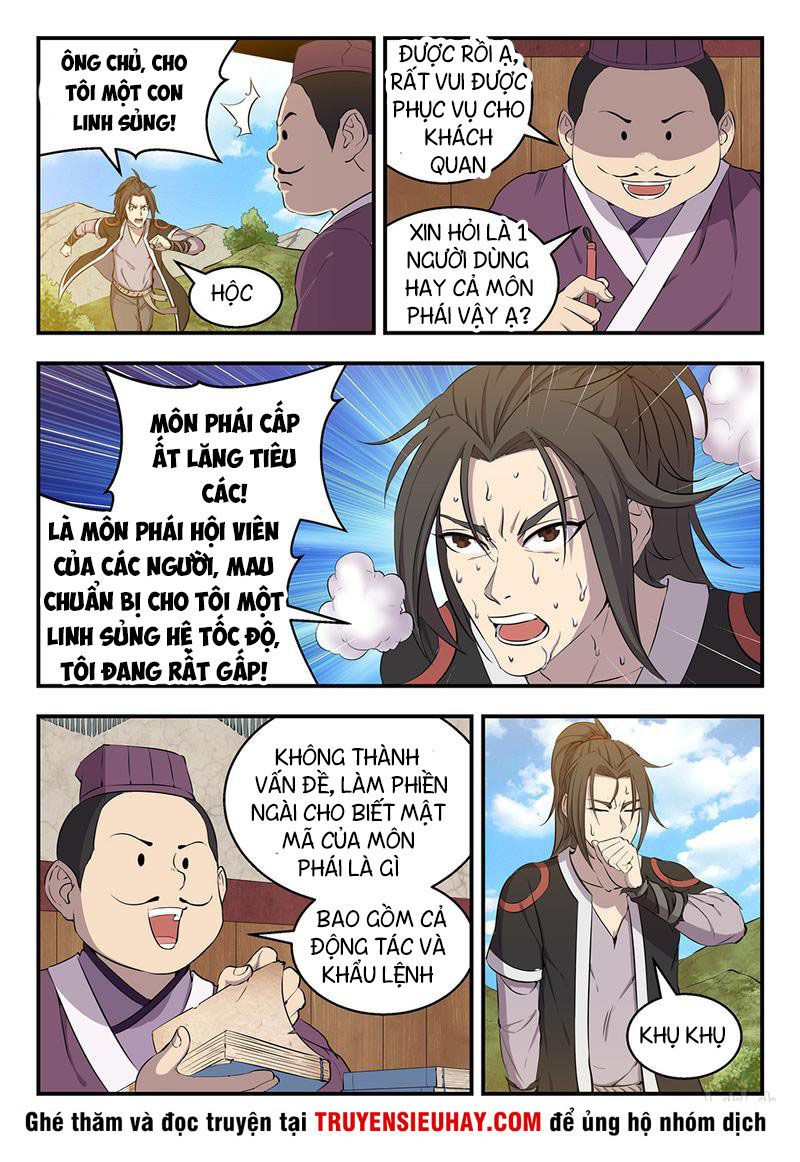 ÔNG CHỦ, CHO
TÔI MỘT CON
LINH SỦNG!
HỘC
ĐƯỢC RỒI Ạ,
RẤT VUI ĐƯỢC
PHỤC VỤ CHO
KHÁCH
QUAN
XIN HỎI LÀ 1
NGƯỜI DÙNG
HAY CẢ MÔN
PHÁI VẬY Ạ?
MÔN PHÁI CẤP
ẤT LĂNG TIÊU
CÁC!
LÀ MÔN PHÁI HỘI VIÊN
CỦA CÁC NGƯỜI, MAU
CHUẨN BỊ CHO TÔI MỘT
LINH SỦNG HỆ TỐC ĐỘ,
TÔI ĐANG RẤT GẤP!
KHÔNG THÀNH
VẤN ĐỀ, LÀM PHIỀN
NGÀI CHO BIẾT MẬT
MÃ CỦA MÔN
PHÁI LÀ GÌ
BAO GỒM CẢ
ĐỘNG TÁC VÀ
KHẨU LỆNH
KHỤ KHỤ
Ghé thăm và đọc truyện tại TRUYENSIEUHAY.COM để ủng hộ nhóm dịch